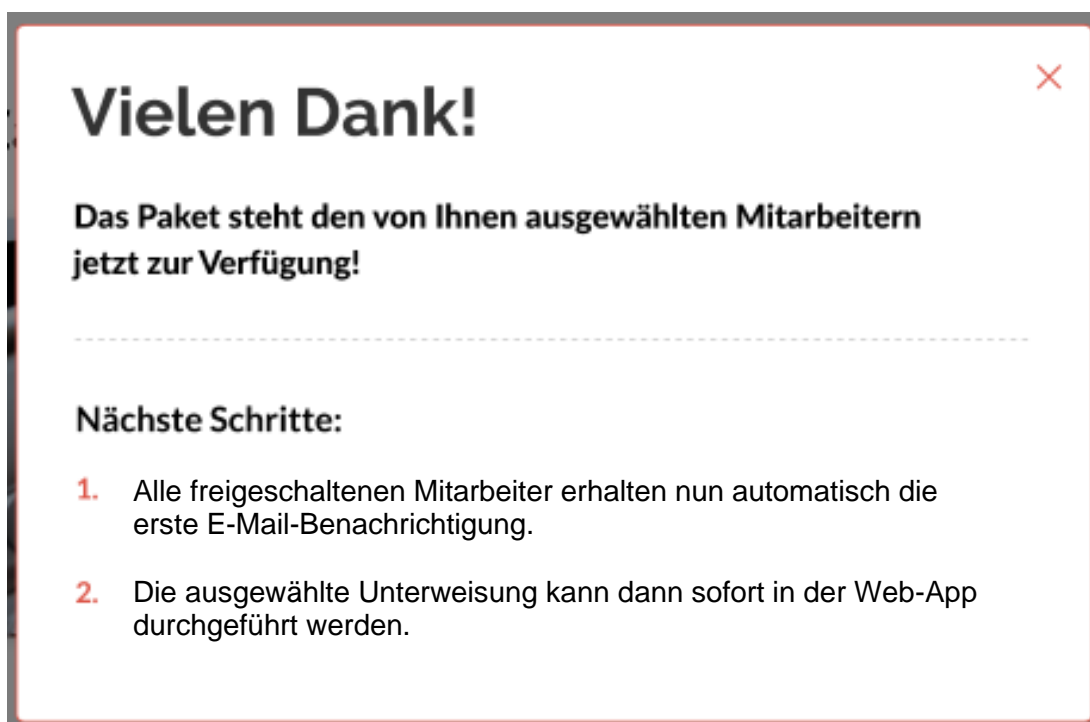 Vielen Dank!
Das Paket steht den von Ihnen ausgewählten Mitarbeitern
jetzt zur Verfügung!
Nächste Schritte:
1. Alle freigeschaltenen Mitarbeiter erhalten nun automatisch die
erste E-Mail-Benachrichtigung.
2. Die ausgewählte Unterweisung kann dann sofort in der Web-App
durchgeführt werden.